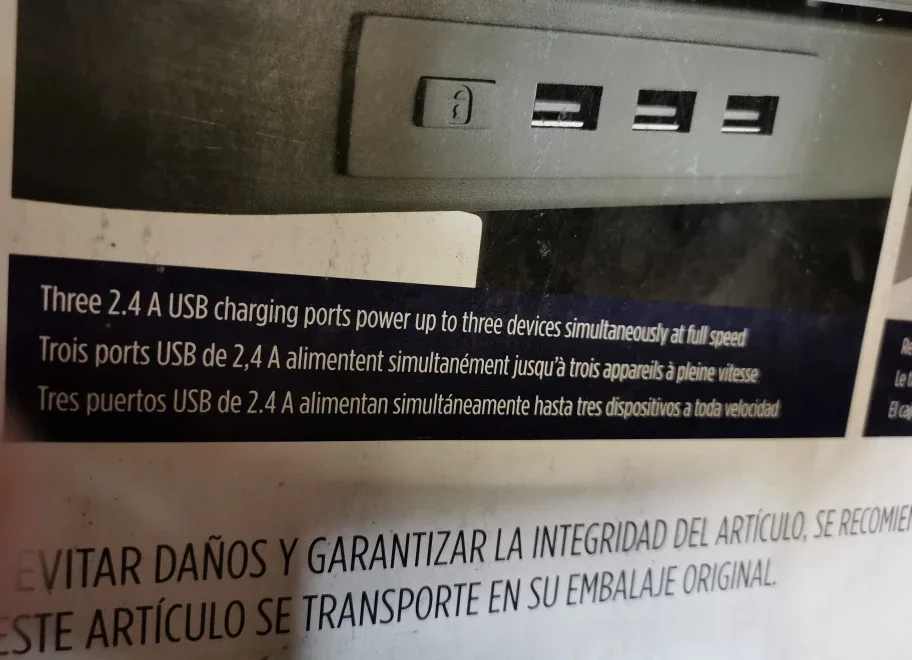 Three 2.4 A USB charging ports power up to three devices simultaneously at full speed
Trois ports USB de 2,4 A alimentent simultanément jusqu'à trois appareils à pleine vitesse
Tres puertos USB de 2.4 A alimentan simultáneamente hasta tres dispositivos a toda velocidad
EVITAR DAÑOS Y GARANTIZAR LA INTEGRIDAD DEL ARTÍCULO, SE
ESTE ARTÍCULO SE TRANSPORTE EN SU EMBALAJE ORIGINAL.